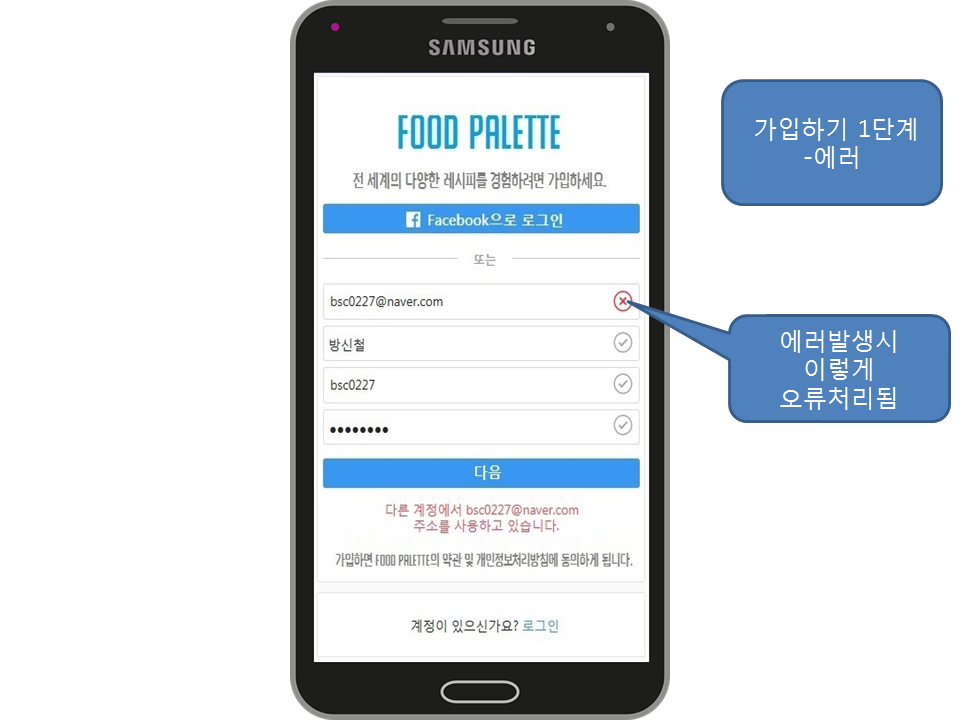 SAMSUNG
FOOD PALETTE
전 세계의 다양한 레시피를 경험하려면 가입하세요.
Facebook으로 로그인
또는
bsc0227@naver.com
방신철
bsc0227
다음
다른 계정에서 bsc0227@naver.com
주소를 사용하고 있습니다.
가입하면 FOOD PALETTE의 약관 및 개인정보처리방침에 동의하게 됩니다.
계정이 있으신가요? 로그인
가입하기 1단계
-에러
에러발생시
이렇게
오류처리됨